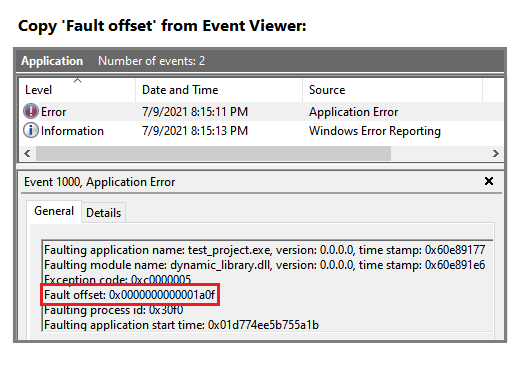 Copy 'Fault offset' from Event Viewer:
Application Number of events: 2
Level Date and Time Source
Error 7/9/2021 8:15:11 PM Application Error
Information 7/9/2021 8:15:13 PM Windows Error Reporting
Event 1000, Application Error
General Details
Faulting application name: test_project.exe, version: 0.0.0.0, time stamp: 0x60e89177
Faulting module name: dynamic_library.dll, version: 0.0.0.0, time stamp: 0x60e891e6
Exception code: 0xc0000005
Fault offset: 0x0000000000001a0f
Faulting process id: 0x30f0
Faulting application start time: 0x01d774ee5b755a1b